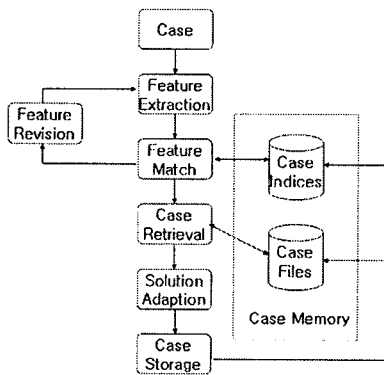 Case
Feature
Extraction
Feature
Revision
Feature
Match
Case
Indices
Case
Retrieval
Case
Files
Solution
Adaption
Case Memory
Case
Storage